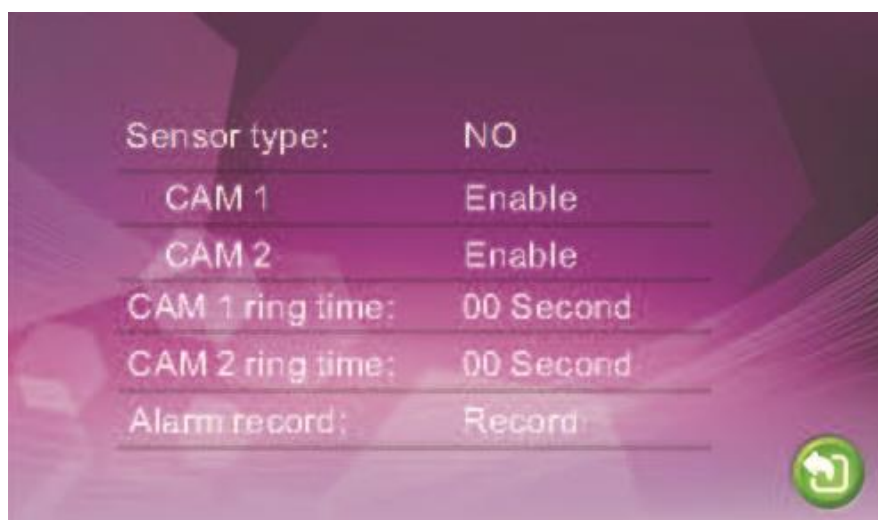 Sensor type: NO
CAM 1 Enable
CAM 2 Enable
CAM 1 ring time: 00 Second
CAM 2 ring time: 00 Second
Alarm record: Record